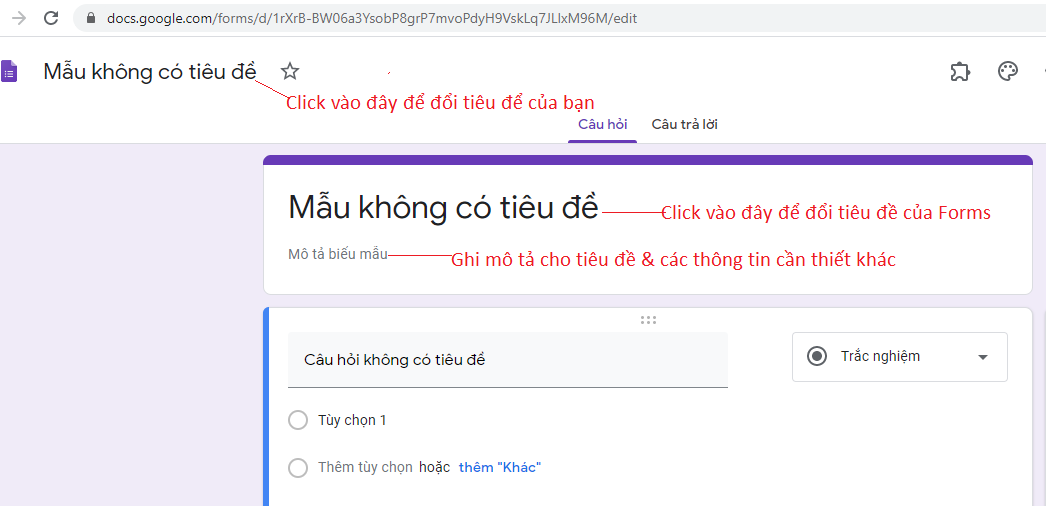 docs.google.com/forms/d/1rXrB-BW06a3YsobP8grP7mvoPdyH9VskLq7JLlxM96M/edit
Mẫu không có tiêu đề
Click vào đây để đổi tiêu để của bạn
Câu hỏi Câu trả lời
Mẫu không có tiêu đề Click vào đây để đổi tiêu đề của Forms
Mô tả biếu mẫu Ghi mô tả cho tiêu đề & các thông tin cần thiết khác
Câu hỏi không có tiêu đề Trắc nghiệm
Tùy chọn 1
Thêm tùy chọn hoặc thêm "Khác"